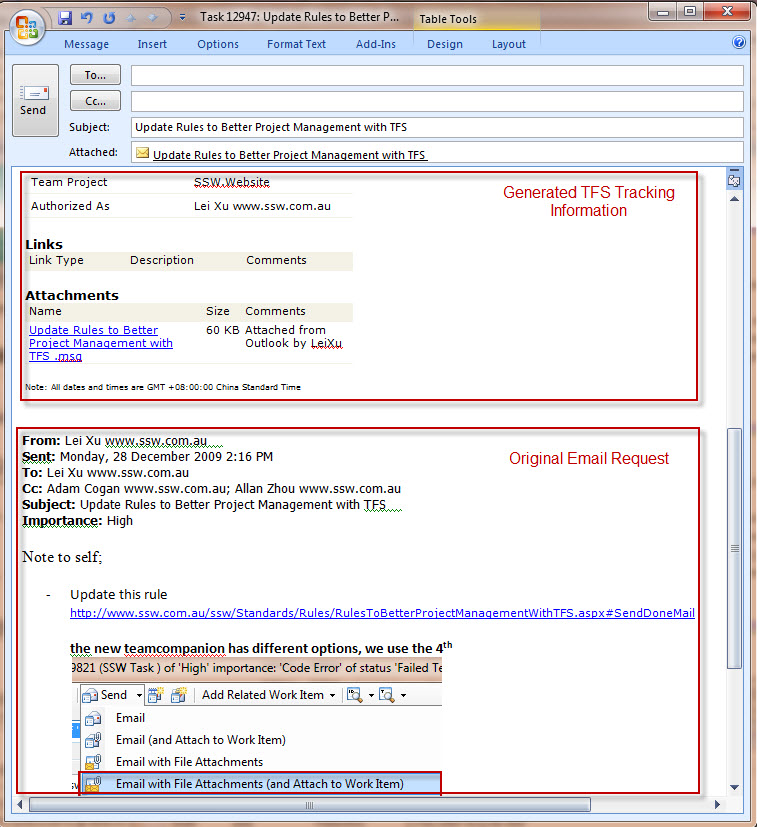 Task 12947: Update Rules to Better P...
Table Tools
Message Insert Options Format Text Add-Ins Design Layout
Send
To...
Cc...
Subject: Update Rules to Better Project Management with TFS
Attached: Update Rules to Better Project Management with TFS
Generated TFS Tracking
Information
Team Project SSW.Website
Authorized As Lei Xu www.ssw.com.au
Links
Link Type Description Comments
Attachments
Name Size Comments
Update Rules to Better 60 KB Attached from
Project Management with Outlook by LeiXu
TFS .msg
Note: All dates and times are GMT +08:00:00 China Standard Time
Original Email Request
From: Lei Xu www.ssw.com.au
Sent: Monday, 28 December 2009 2:16 PM
To: Lei Xu www.ssw.com.au
Cc: Adam Cogan www.ssw.com.au; Allan Zhou www.ssw.com.au
Subject: Update Rules to Better Project Management with TFS
Importance: High
Note to self;
- Update this rule
http://www.ssw.com.au/ssw/Standards/Rules/RulesToBetterProjectManagementWithTFS.aspx#SendDoneMail
the new teamcompanion has different options, we use the 4th
9821 (SSW Task ) of 'High' importance: 'Code Error' of status 'Failed Te
Send Add Related Work Item
Email
Email (and Attach to Work Item)
Email with File Attachments
Email with File Attachments (and Attach to Work Item)